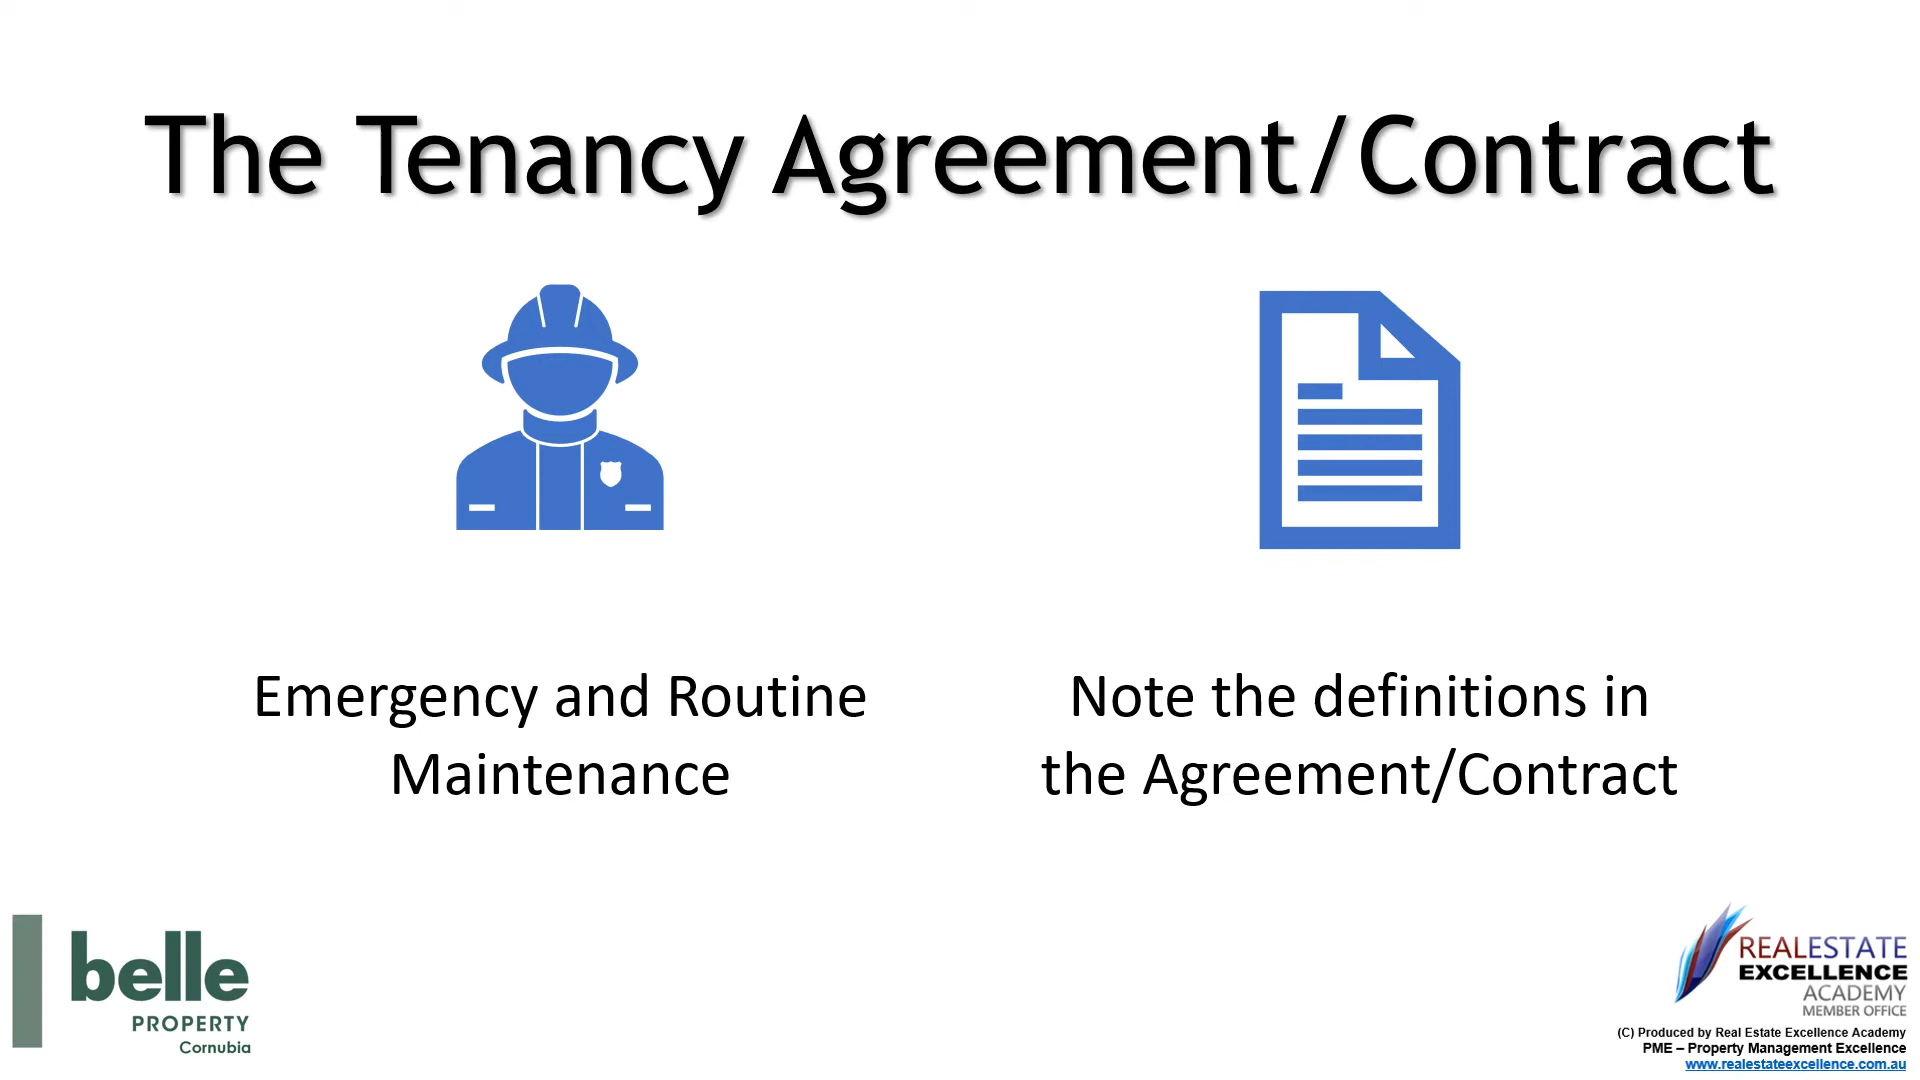 The Tenancy Agreement/Contract
Emergency and Routine
Maintenance
Note the definitions in
the Agreement/Contract
belle
PROPERTY
Cornubia
REALESTATE
EXCELLENCE
ACADEMY
MEMBER OFFICE
(C) Produced by Real Estate Excellence Academy
PME – Property Management Excellence
www.realestateexcellence.com.au